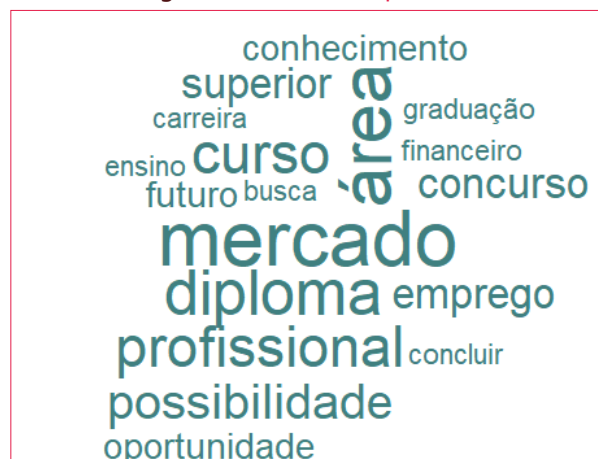 conhecimento
superior
área
carreira
graduação
curso
financeiro
ensino
concurso
futuro
busca
mercado
diploma
emprego
profissional
concluir
possibilidade
oportunidade